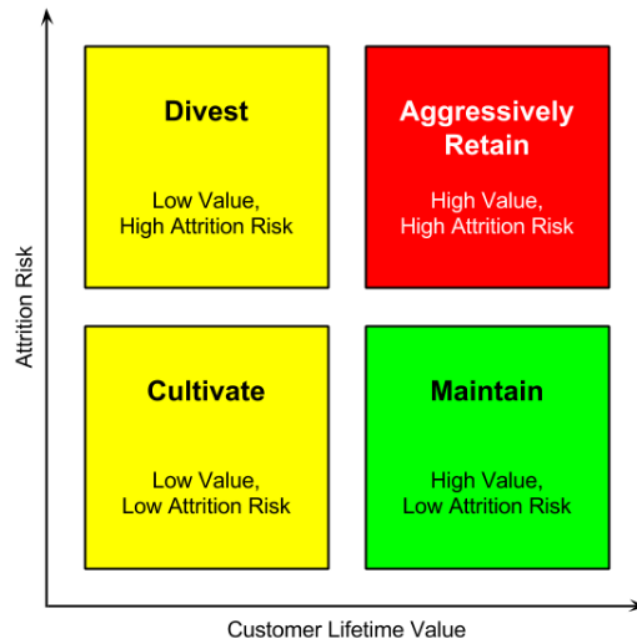 Divest
Low Value,
High Attrition Risk
Aggressively
Retain
High Value,
High Attrition Risk
Attrition Risk
Cultivate
Low Value,
Low Attrition Risk
Maintain
High Value,
Low Attrition Risk
Customer Lifetime Value